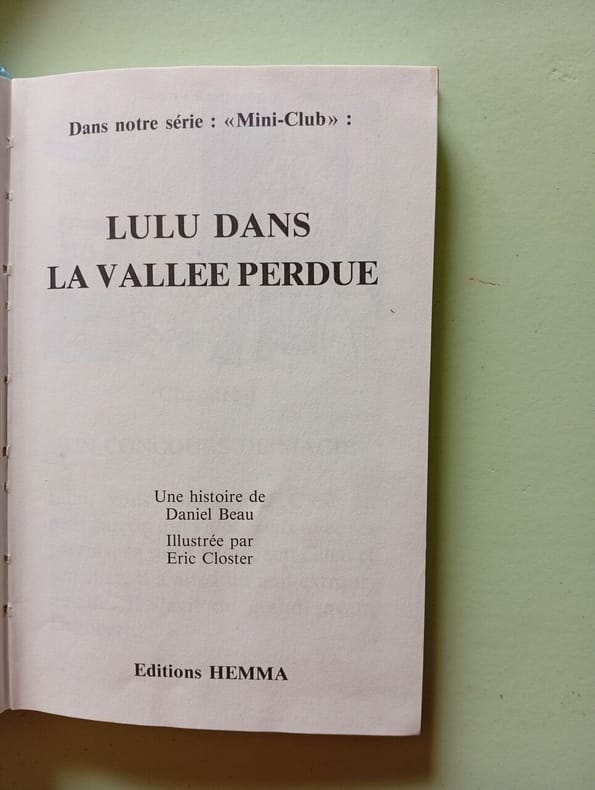 Dans notre série : «Mini-Club» :
LULU DANS
LA VALLEE PERDUE
Une histoire de
Daniel Beau
Illustrée par
Eric Closter
Editions HEMMA